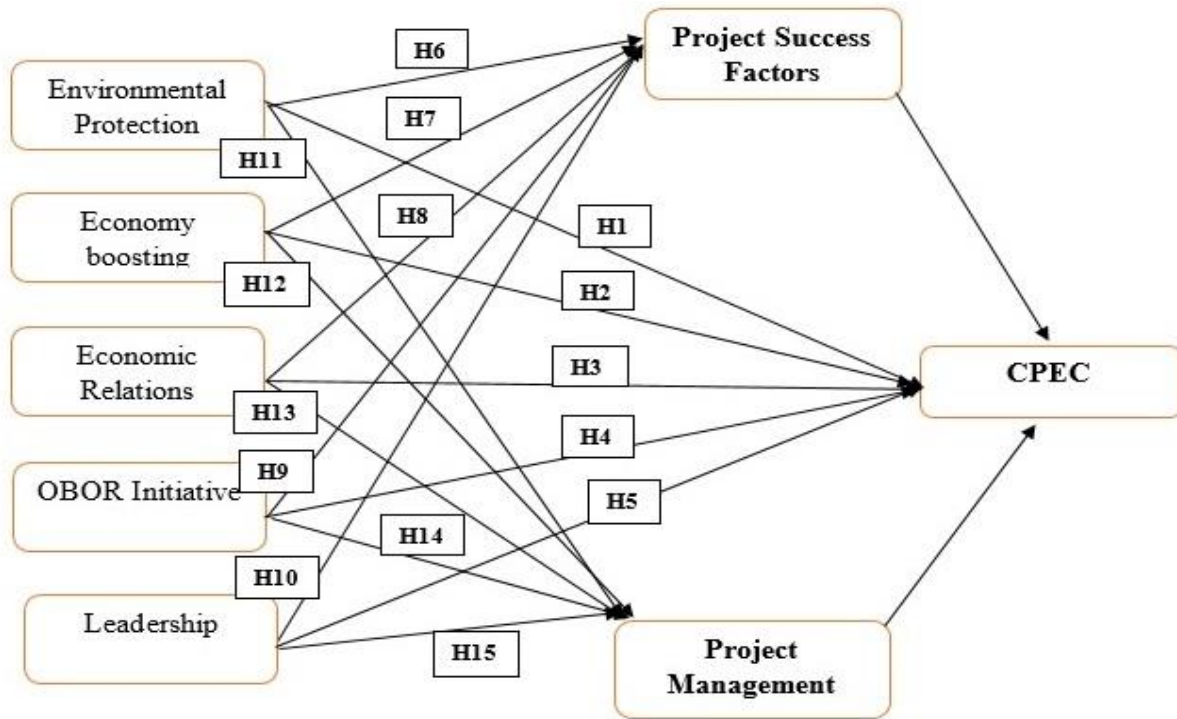 Project Success
Factors
H6
Environmental
Protection
H7
H11
Economy
boosting
H8
H1
H12
H2
Economic
Relations
H3
CPEC
H13
H4
OBOR Initiative
H9
H5
H14
H10
Leadership
H15
Project
Management